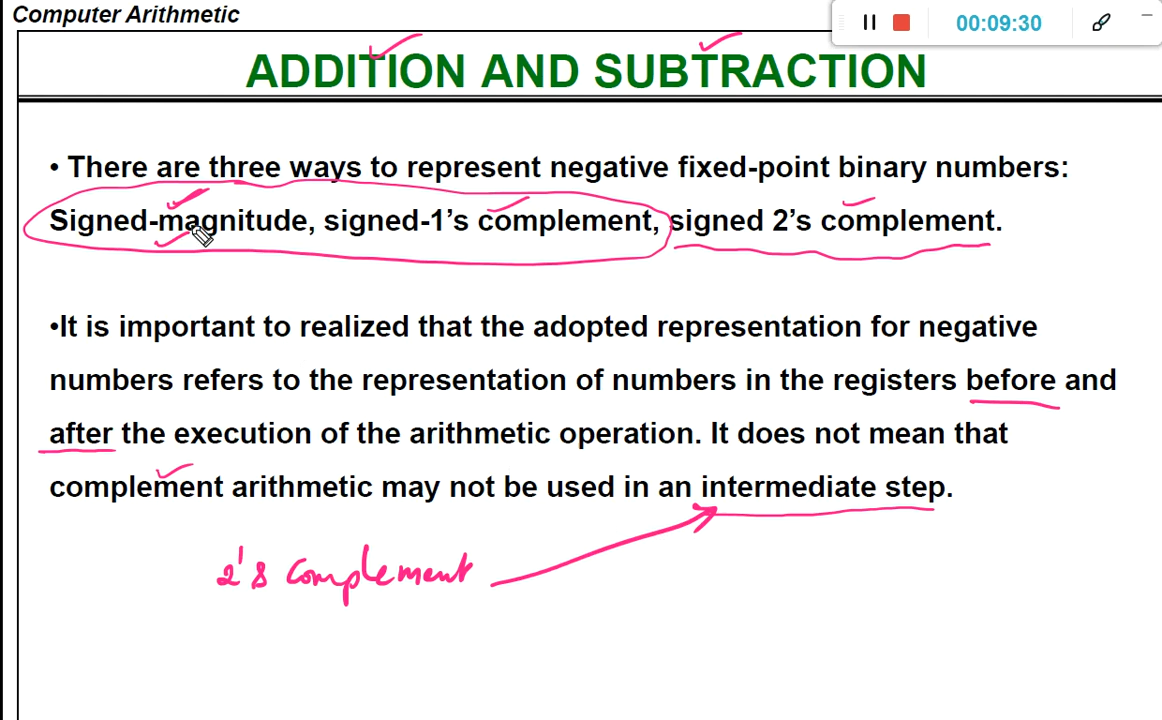 Computer Arithmetic
00:09:30
ADDITION AND SUBTRACTION
• There are three ways to represent negative fixed-point binary numbers:
Signed-magnitude, signed-1’s complement, signed 2’s complement.
•It is important to realized that the adopted representation for negative
numbers refers to the representation of numbers in the registers before and
after the execution of the arithmetic operation. It does not mean that
complement arithmetic may not be used in an intermediate step.
2's complement